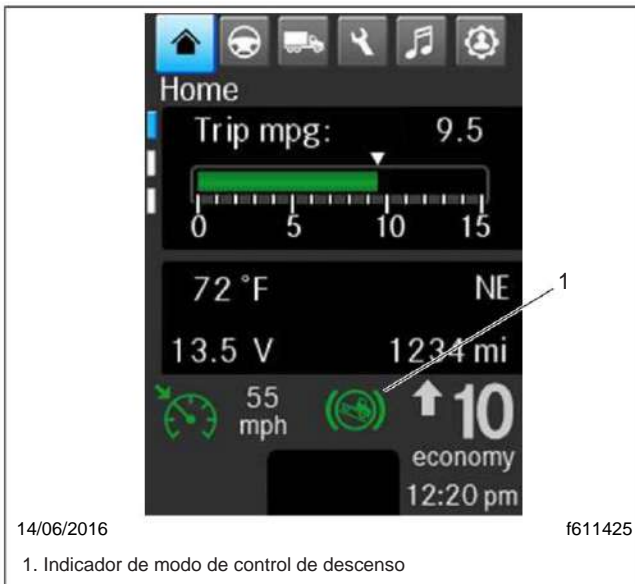 Home
Trip mpg: 9.5
0 5 10 15
72 °F NE
1
13.5 V 1234 mi
55
mph
10
economy
12:20 pm
14/06/2016 f611425
1. Indicador de modo de control de descenso